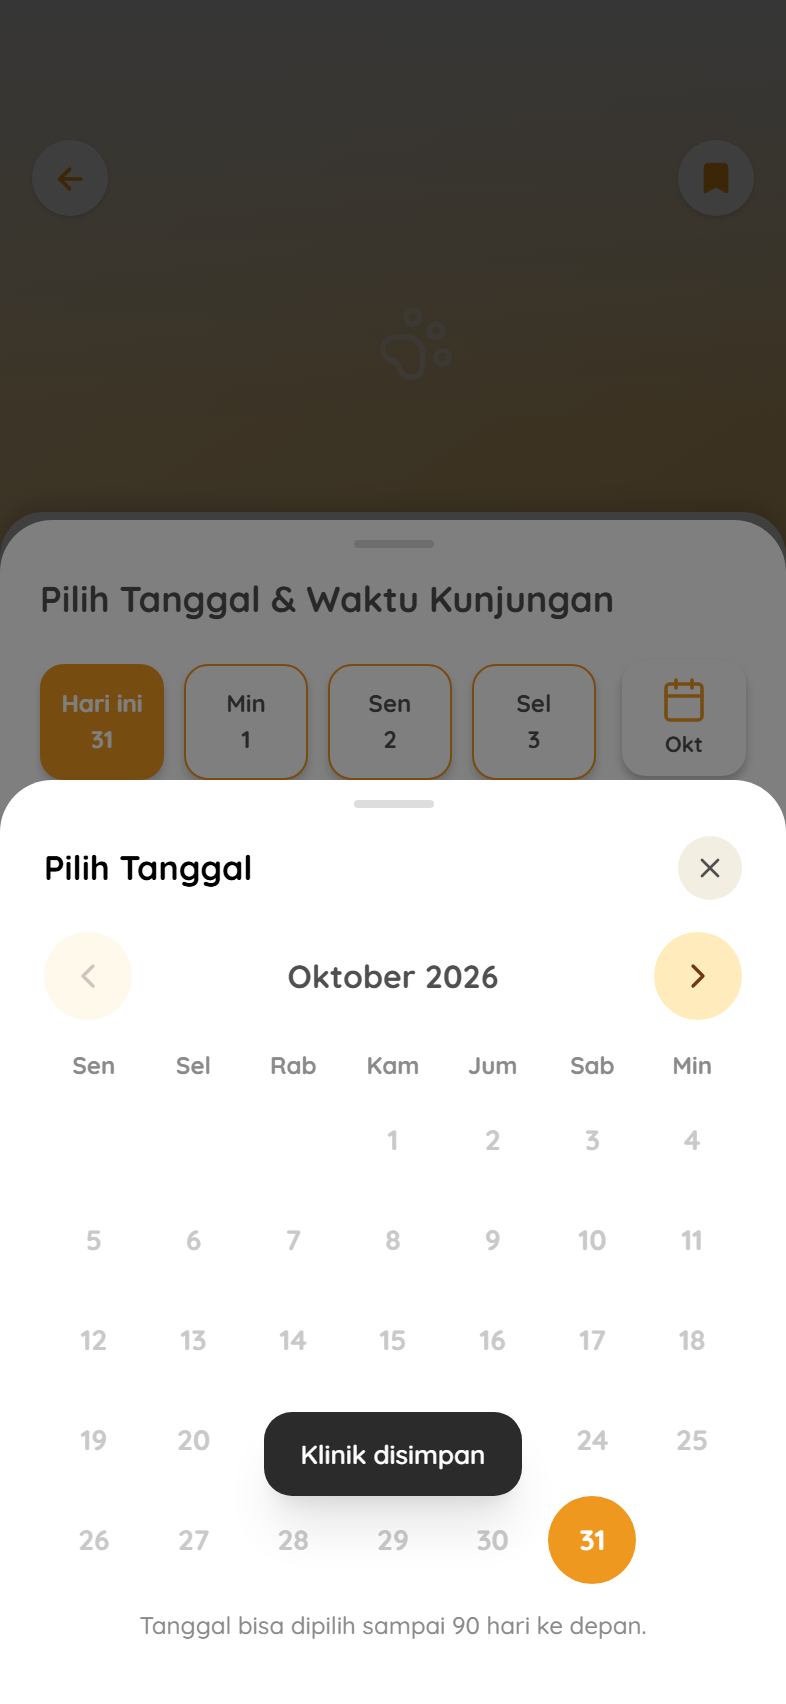 Pilih Tanggal & Waktu Kunjungan
Hari ini Min Sen Sel
31 1 2 3 Okt
Pilih Tanggal
Oktober 2026
Sen Sel Rab Kam Jum Sab Min
1 2 3 4
5 6 7 8 9 10 11
12 13 14 15 16 17 18
19 20 24 25
Klinik disimpan
26 27 28 29 30 31
Tanggal bisa dipilih sampai 90 hari ke depan.